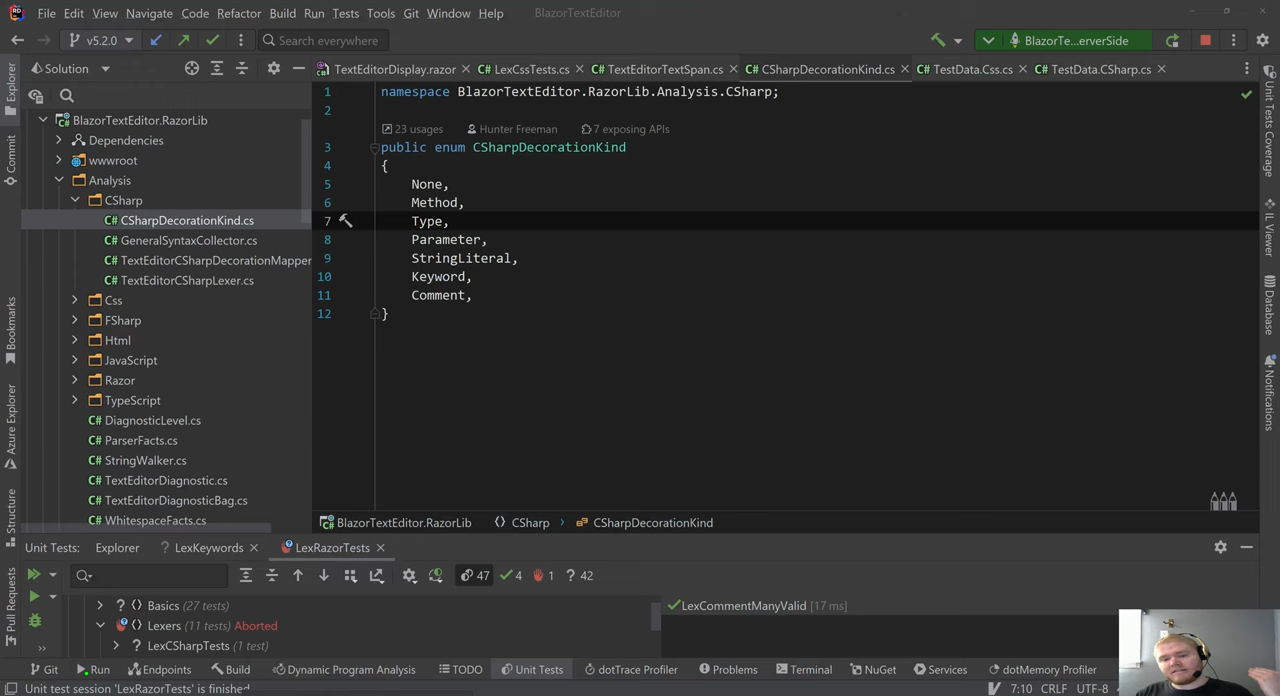 File Edit View Navigate Code Refactor Build Run Tests Tools Git Window Help BlazorTextEditor
v5.2.0 Search everywhere BlazorTe...erverSide
Solution TextEditorDisplay.razor LexCssTests.cs TextEditorTextSpan.cs CSharpDecorationKind.cs TestData.Css.cs TestData.CSharp.cs
Explorer
Commit
Bookmarks
Azure Explorer
Structure
Pull Requests
BlazorTextEditor.RazorLib
Dependencies
wwwroot
Analysis
CSharp
CSharpDecorationKind.cs
GeneralSyntaxCollector.cs
TextEditorCSharpDecorationMapper
TextEditorCSharpLexer.cs
Css
FSharp
Html
JavaScript
Razor
TypeScript
DiagnosticLevel.cs
ParserFacts.cs
StringWalker.cs
TextEditorDiagnostic.cs
TextEditorDiagnosticBag.cs
WhitespaceFacts.cs
1 namespace BlazorTextEditor.RazorLib.Analysis.CSharp;
2
23 usages Hunter Freeman 7 exposing APIs
3 public enum CSharpDecorationKind
4 {
5 None,
6 Method,
7 Type,
8 Parameter,
9 StringLiteral,
10 Keyword,
11 Comment,
12 }
Unit Tests Coverage
IL Viewer
Database
Notifications
BlazorTextEditor.RazorLib CSharp CSharpDecorationKind
Unit Tests: Explorer LexKeywords LexRazorTests
47 4 1 42
Basics (27 tests)
Lexers (11 tests) Aborted
LexCSharpTests (1 test)
LexCommentManyValid [17 ms]
Git Run Endpoints Build Dynamic Program Analysis TODO Unit Tests dotTrace Profiler Problems Terminal NuGet Services dotMemory Profiler
Unit test session 'LexRazorTests' is finished 7:10 CRLF UTF-8